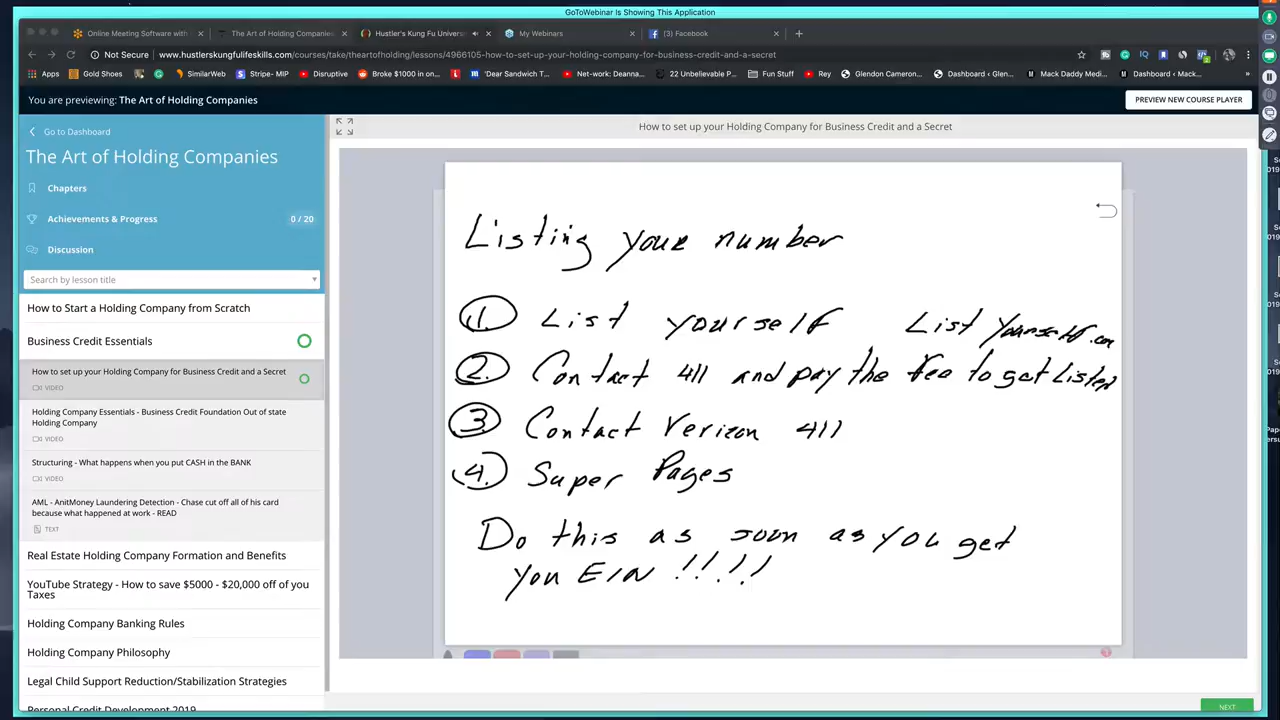 GoToWebinar Is Showing This Application
Online Meeting Software with
The Art of Holding Companies
Hustler's Kung Fu Univers
My Webinars
(3) Facebook
Not Secure
www.hustlerskungfulifeskills.com/courses/take/theartofholding/lessons/4966105-how-to-set-up-your-holding-company-for-business-credit-and-a-secret
Apps
Gold Shoes
SimilarWeb
Stripe- MIP
Disruptive
Broke $1000 in on...
'Dear Sandwich T...
Net-work: Deanna...
22 Unbelievable P...
Fun Stuff
Rey
Glendon Cameron...
Dashboard ‹ Glen...
Mack Daddy Medi...
Dashboard ‹ Mack...
You are previewing: The Art of Holding Companies
PREVIEW NEW COURSE PLAYER
Go to Dashboard
The Art of Holding Companies
Chapters
Achievements & Progress
0 / 20
Discussion
Search by lesson title
How to Start a Holding Company from Scratch
Business Credit Essentials
How to set up your Holding Company for Business Credit and a Secret
VIDEO
Holding Company Essentials - Business Credit Foundation Out of state
Holding Company
VIDEO
Structuring - What happens when you put CASH in the BANK
VIDEO
AML - AnitMoney Laundering Detection - Chase cut off all of his card
because what happened at work - READ
TEXT
Real Estate Holding Company Formation and Benefits
YouTube Strategy - How to save $5000 - $20,000 off of you
Taxes
Holding Company Banking Rules
Holding Company Philosophy
Legal Child Support Reduction/Stabilization Strategies
Personal Credit Development 2019
How to set up your Holding Company for Business Credit and a Secret
Listing your number
1. List yourself List Yourself.com
2. Contact 411 and pay the fee to get Listed
3. Contact Verizon 411
4. Super Pages
Do this as soon as you get
you EIN !!!!
NEXT